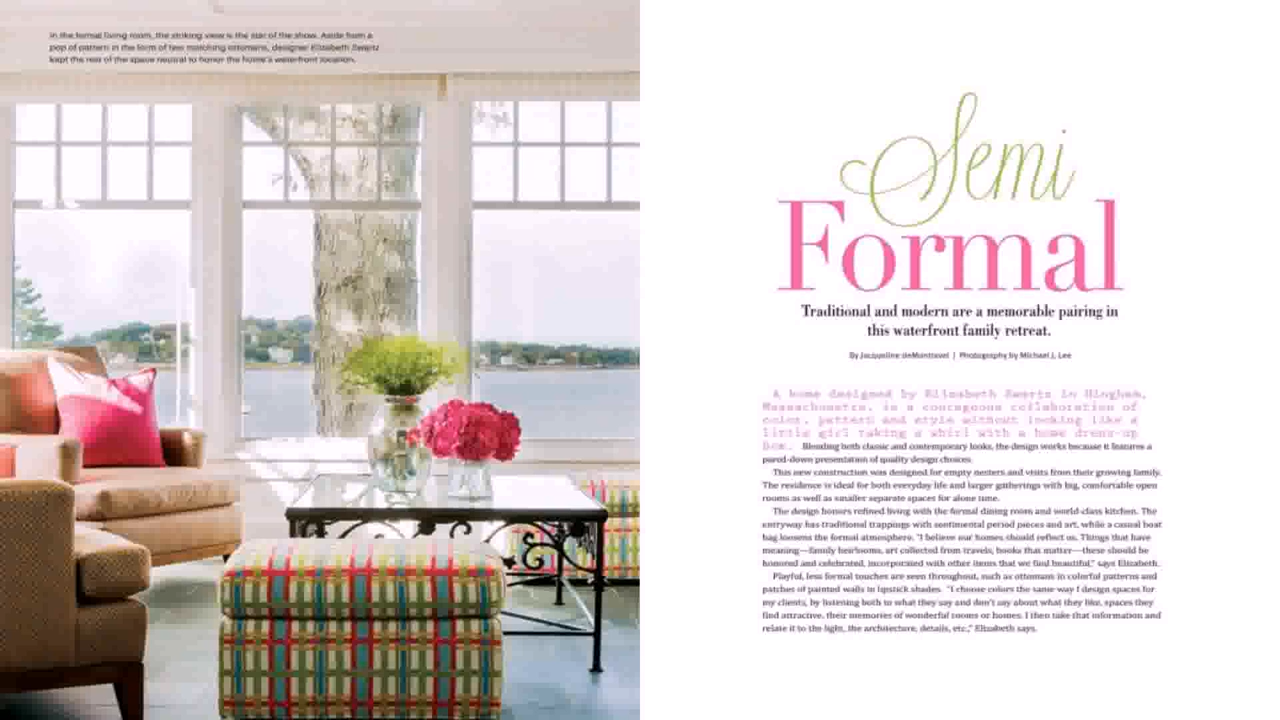 In the formal living room, the striking view is the star of the show. Aside from a
pop of pattern in the form of two matching ottomans, designer Elizabeth Swartz
kept the rest of the space neutral to honor the home's waterfront location.
Semi
Formal
Traditional and modern are a memorable pairing in
this waterfront family retreat.
By Jacqueline deMontravel | Photography by Michael J. Lee
A home designed by Elizabeth Swartz in Hingham,
Massachusetts, is a courageous collaboration of
color, pattern and style without looking like a
little girl taking a whirl with a home dress-up
box. Blending both classic and contemporary looks, the design works because it features a
pared-down presentation of quality design choices.
This new construction was designed for empty nesters and visits from their growing family.
The residence is ideal for both everyday life and larger gatherings with big, comfortable open
rooms as well as smaller separate spaces for alone time.
The design honors refined living with the formal dining room and world-class kitchen. The
entryway has traditional trappings with sentimental period pieces and art, while a casual boat
bag loosens the formal atmosphere. "I believe our homes should reflect us. Things that have
meaning—family heirlooms, art collected from travels, books that matter—these should be
honored and celebrated, incorporated with other items that we find beautiful," says Elizabeth.
Playful, less formal touches are seen throughout, such as ottomans in colorful patterns and
patches of painted walls in lipstick shades. "I choose colors the same way I design spaces for
my clients, by listening both to what they say and don't say about what they like, spaces they
find attractive, their memories of wonderful rooms or homes. I then take that information and
relate it to the light, the architecture, details, etc.," Elizabeth says.